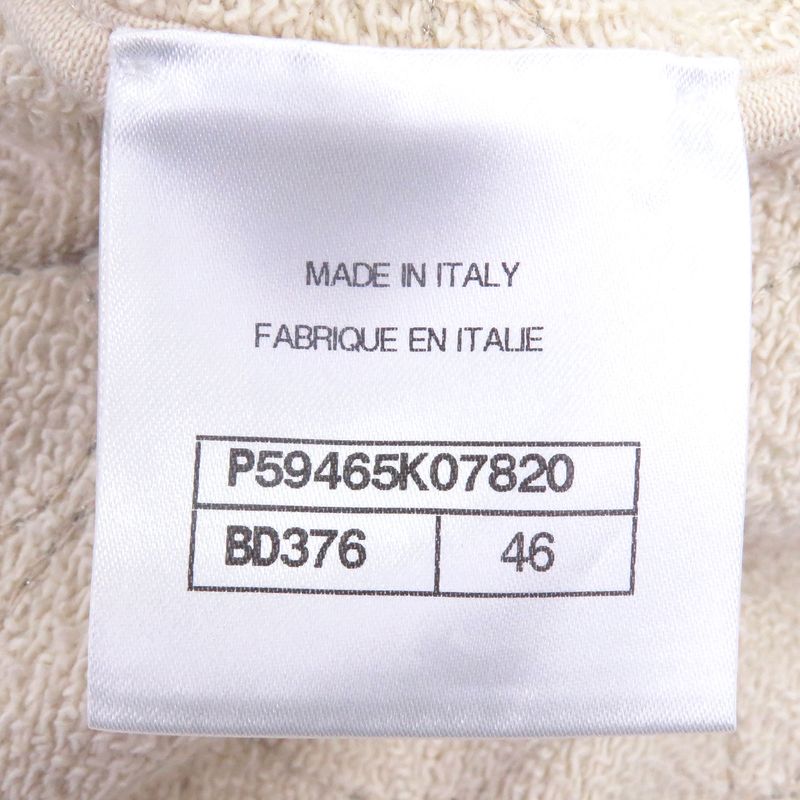 MADE IN ITALY
FABRIQUE EN ITALIE
P59465K07820
BD376 46